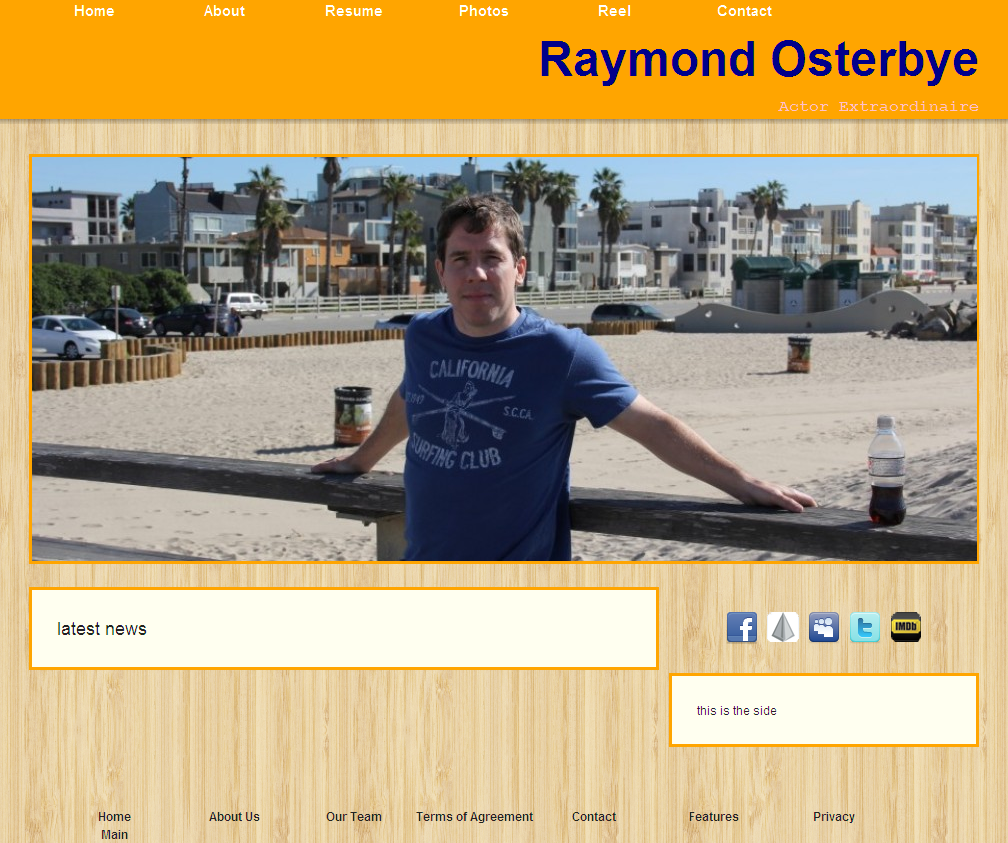 Home About Resume Photos Reel Contact
Raymond Osterbye
Actor Extraordinaire
CALIFORNIA
S.C.CA.
SURFING CLUB
latest news
IMDb
this is the side
Home About Us Our Team Terms of Agreement Contact Features Privacy
Main